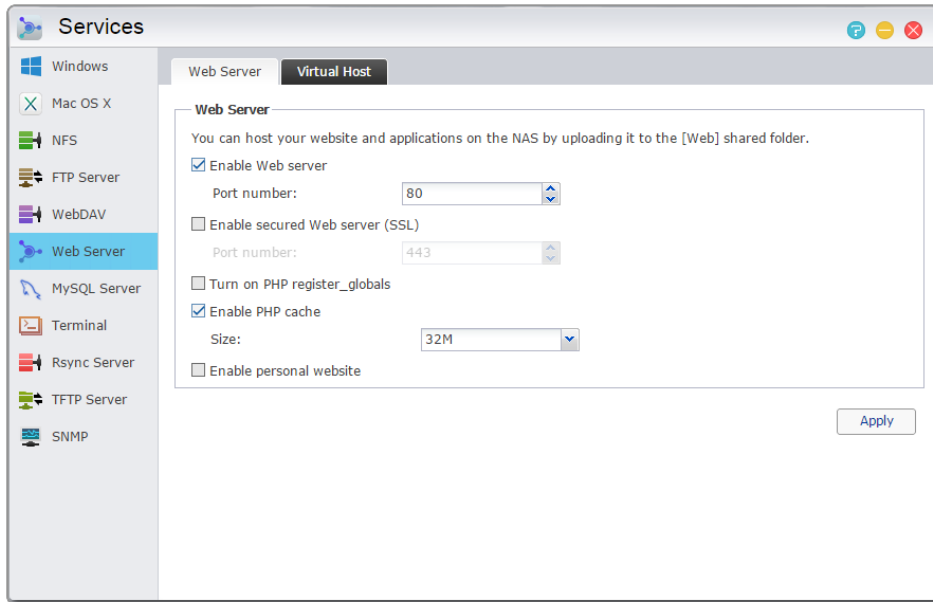 Services
Windows
Mac OS X
NFS
FTP Server
WebDAV
Web Server
MySQL Server
Terminal
Rsync Server
TFTP Server
SNMP
Web Server
Virtual Host
Web Server
You can host your website and applications on the NAS by uploading it to the [Web] shared folder.
Enable Web server
Port number: 80
Enable secured Web server (SSL)
Port number: 443
Turn on PHP register_globals
Enable PHP cache
Size: 32M
Enable personal website
Apply